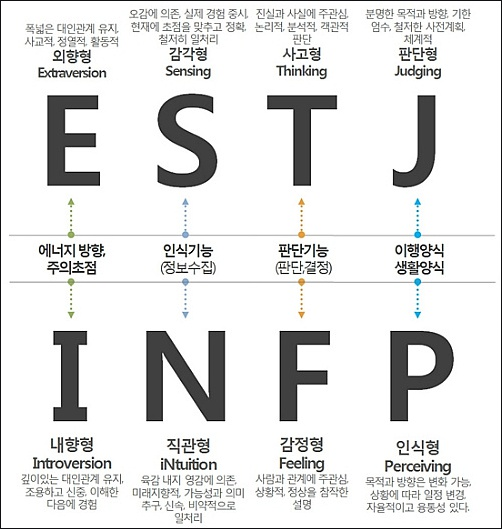 폭넓은 대인관계 유지,
사교적, 정열적, 활동적
외향형
Extraversion
오감에 의존, 실제 경험 중시,
현재에 초점을 맞추고 정확,
철저히 일처리
감각형
Sensing
진실과 사실에 주관심,
논리적, 분석적, 객관적
판단
사고형
Thinking
분명한 목적과 방향, 기한
엄수, 철저한 사전계획,
체계적
판단형
Judging
E S T J
에너지 방향,
주의초점
인식기능
(정보수집)
판단기능
(판단,결정)
이행양식
생활양식
I N F P
내향형
Introversion
깊이있는 대인관계 유지,
조용하고 신중, 이해한
다음에 경험
직관형
iNtuition
육감 내지 영감에 의존,
미래지향적, 가능성과 의미
추구, 신속, 비약적으로
일처리
감정형
Feeling
사람과 관계에 주관심,
상황적, 정상을 참작한
설명
인식형
Perceiving
목적과 방향은 변화 가능,
상황에 따라 일정 변경,
자율적이고 융통성 있다.